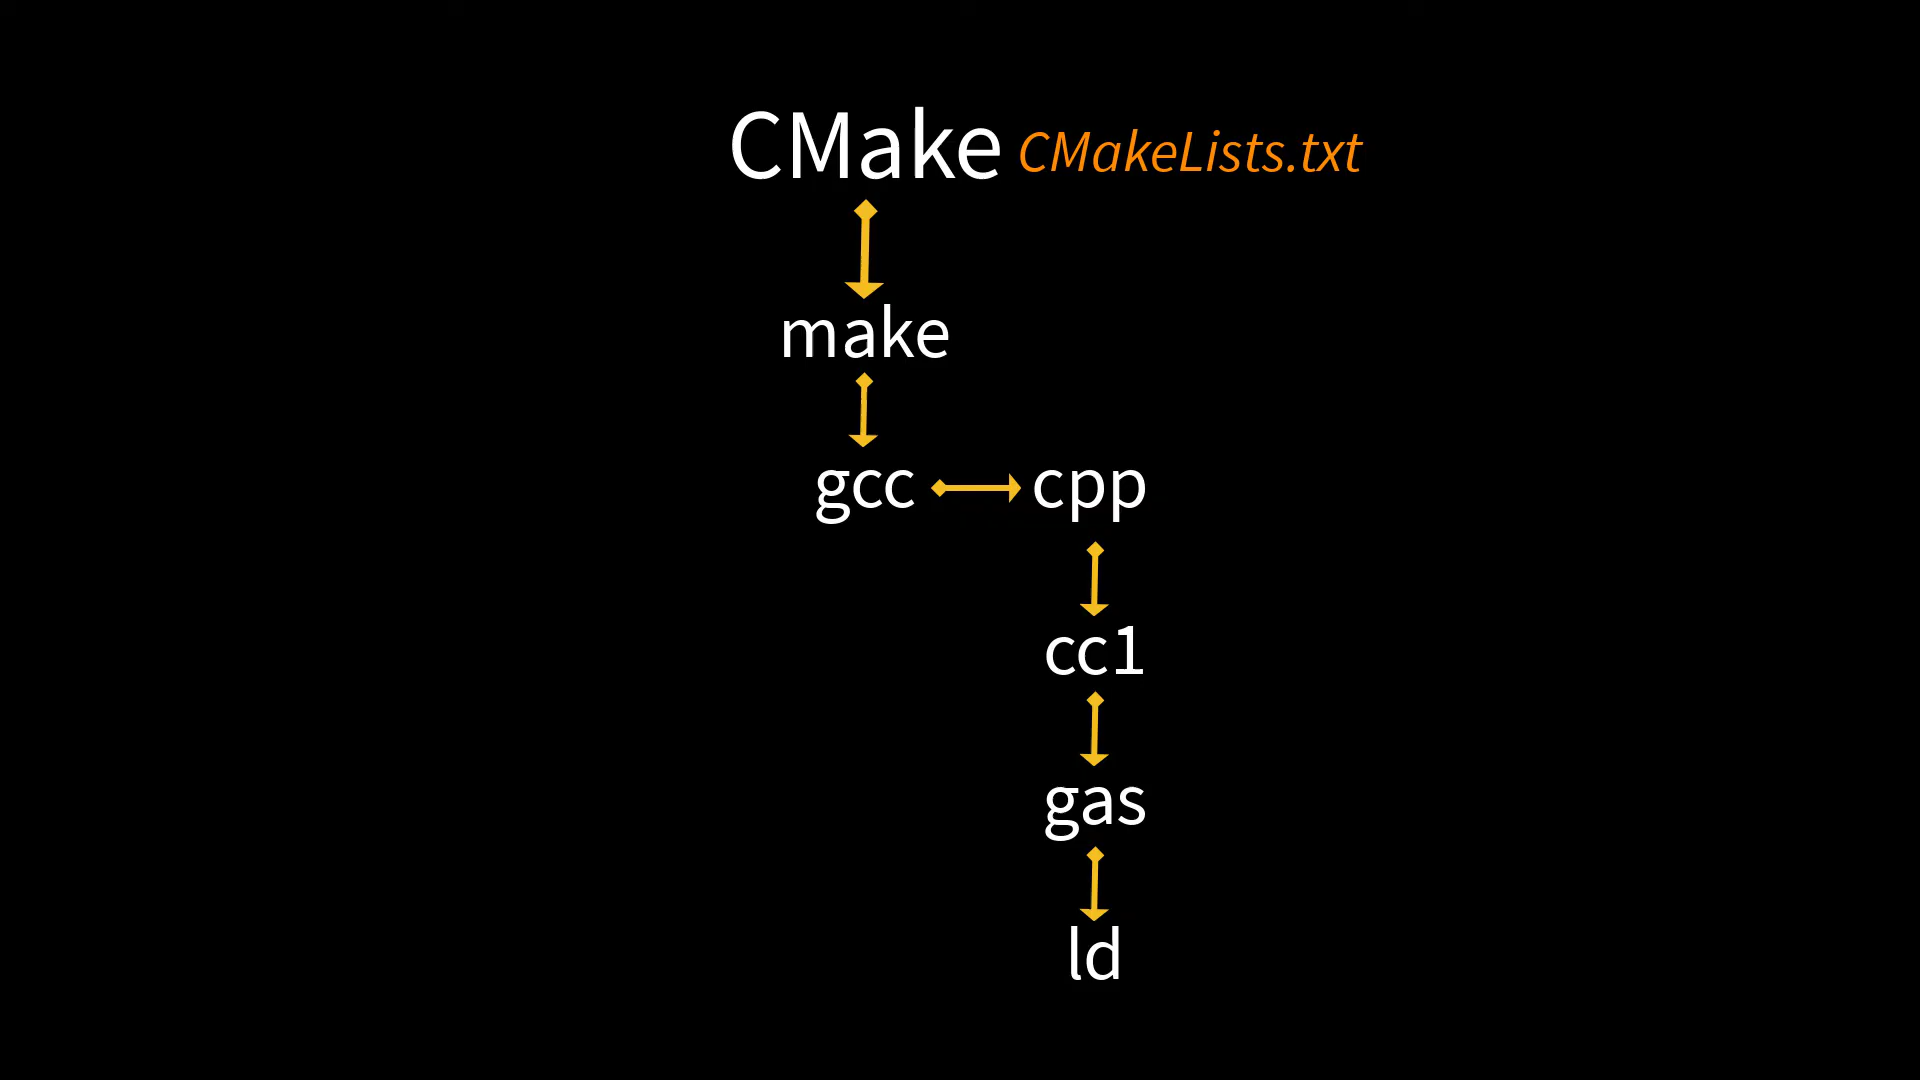 CMake CMakeLists.txt
make
gcc cpp
cc1
gas
ld